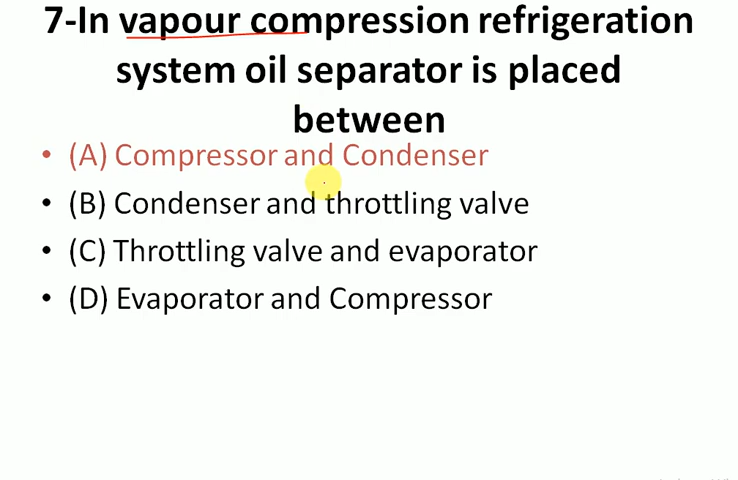 7-In vapour compression refrigeration
system oil separator is placed
between
• (A) Compressor and Condenser
• (B) Condenser and throttling valve
• (C) Throttling valve and evaporator
• (D) Evaporator and Compressor